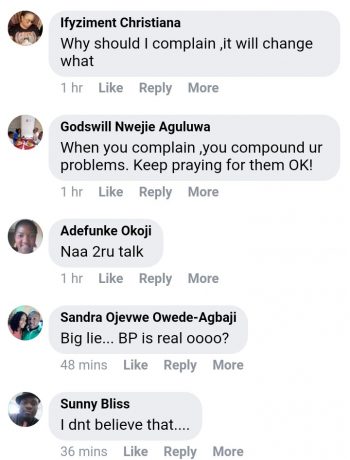 Ifyziment Christiana
Why should I complain ,it will change
what
1 hr Like Reply More
Godswill Nwejie Aguluwa
When you complain ,you compound ur
problems. Keep praying for them OK!
1 hr Like Reply More
Adefunke Okoji
Naa 2ru talk
1 hr Like Reply More
Sandra Ojevwe Owede-Agbaji
Big lie... BP is real oooo?
48 mins Like Reply More
Sunny Bliss
I dnt believe that....
36 mins Like Reply More